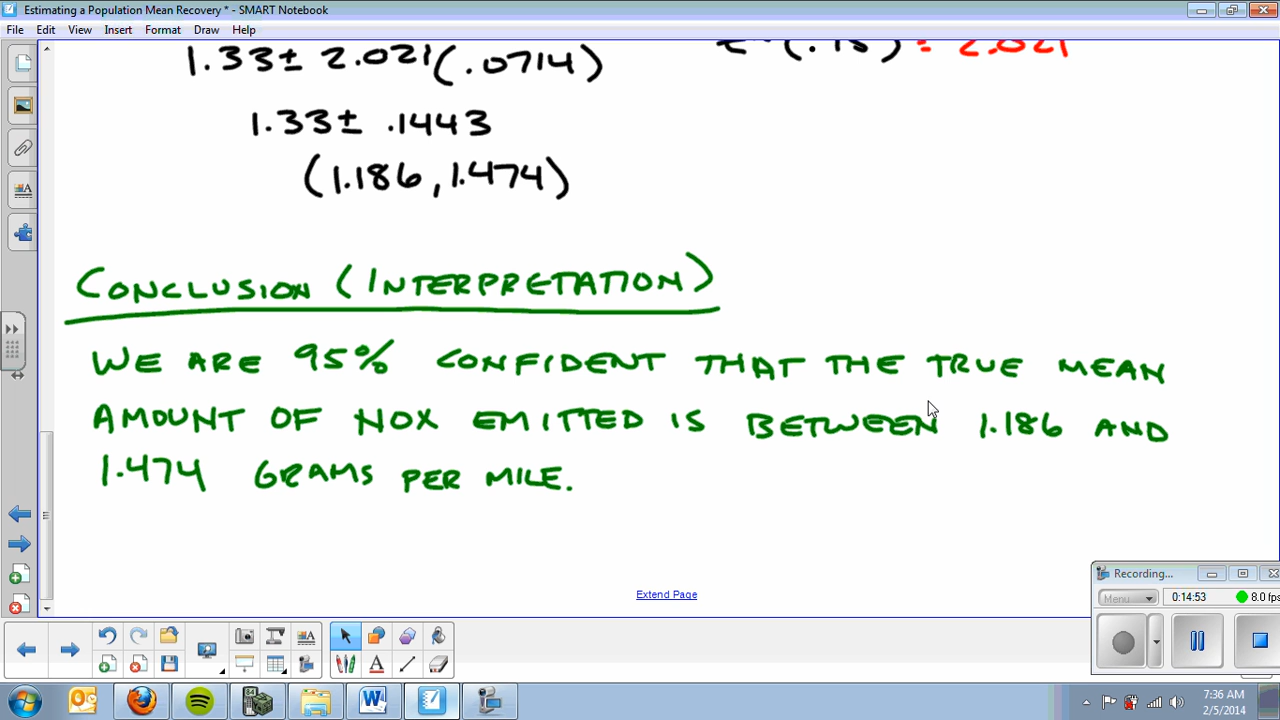 Estimating a Population Mean Recovery * - SMART Notebook
File Edit View Insert Format Draw Help
1.33± 2.021(.0714)
= 2.021
1.33± .1443
(1.186, 1.474)
CONCLUSION (INTERPRETATION)
WE ARE 95% CONFIDENT THAT THE TRUE MEAN
AMOUNT OF NOX EMITTED IS BETWEEN 1.186 AND
1.474 GRAMS PER MILE.
Extend Page
Recording...
Menu 0:14:53 8.0 fps
7:36 AM
2/5/2014